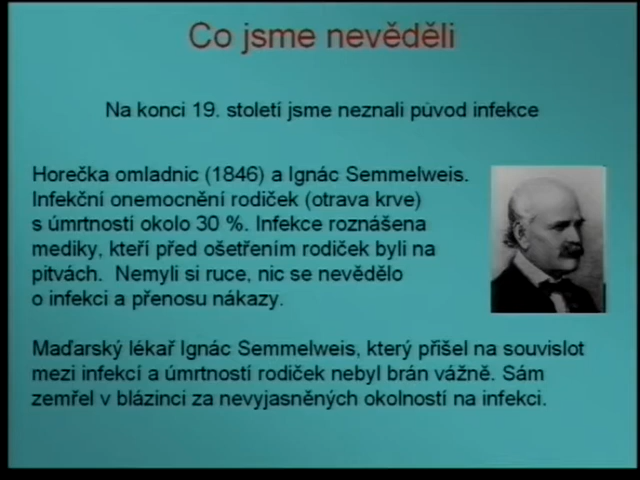 Co jsme nevěděli
Na konci 19. století jsme neznali původ infekce
Horečka omladnic (1846) a Ignác Semmelweis.
Infekční onemocnění rodiček (otrava krve)
s úmrtností okolo 30 %. Infekce roznášena
mediky, kteří před ošetřením rodiček byli na
pitvách.  Nemyli si ruce, nic se nevědělo
o infekci a přenosu nákazy.
Maďarský lékař Ignác Semmelweis, který přišel na souvislot
mezi infekcí a úmrtností rodiček nebyl brán vážně. Sám
zemřel v blázinci za nevyjasněných okolností na infekci.